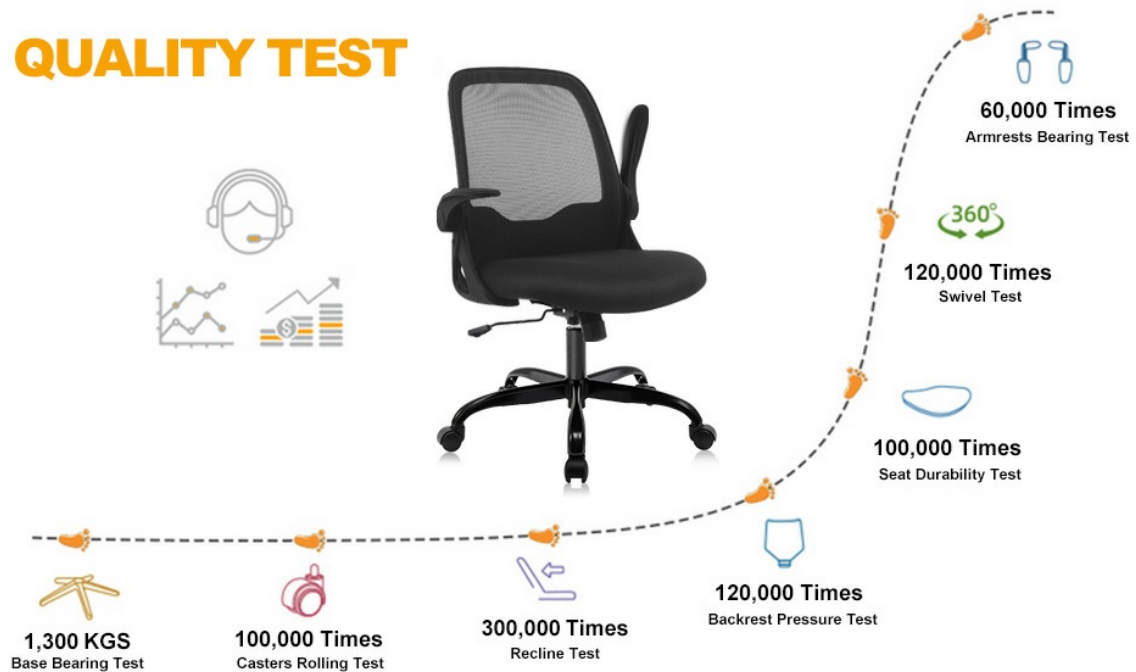 QUALITY TEST
60,000 Times
Armrests Bearing Test
360°
120,000 Times
Swivel Test
100,000 Times
Seat Durability Test
120,000 Times
Backrest Pressure Test
300,000 Times
Recline Test
100,000 Times
Casters Rolling Test
1,300 KGS
Base Bearing Test
$